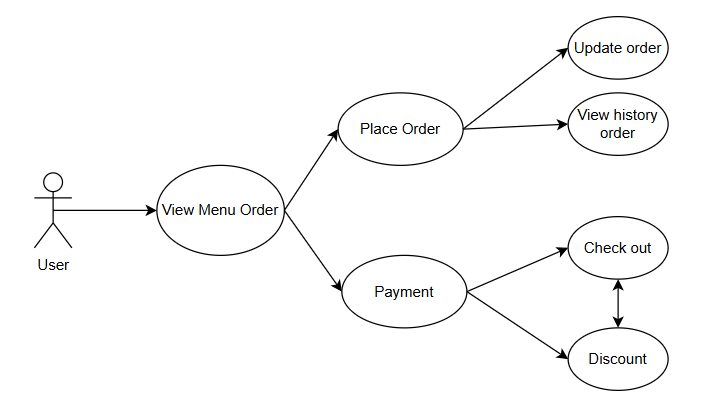 Update order
View history
order
Place Order
View Menu Order
User
Check out
Payment
Discount